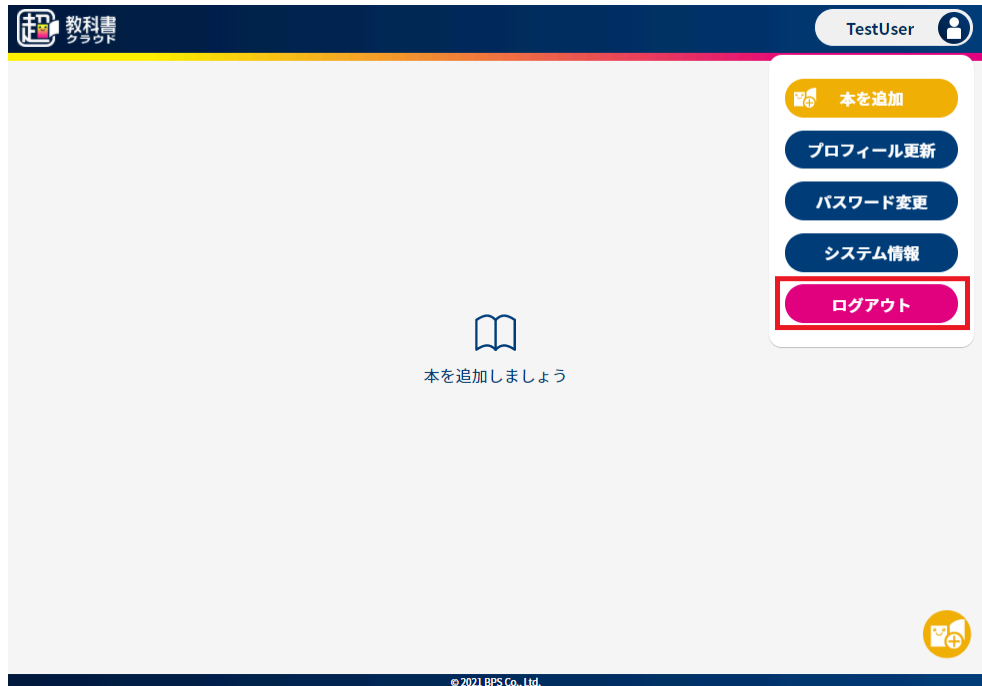 超 教科書
クラウド
TestUser
本を追加
プロフィール更新
パスワード変更
システム情報
ログアウト
本を追加しましょう
© 2021 BPS Co., Ltd.